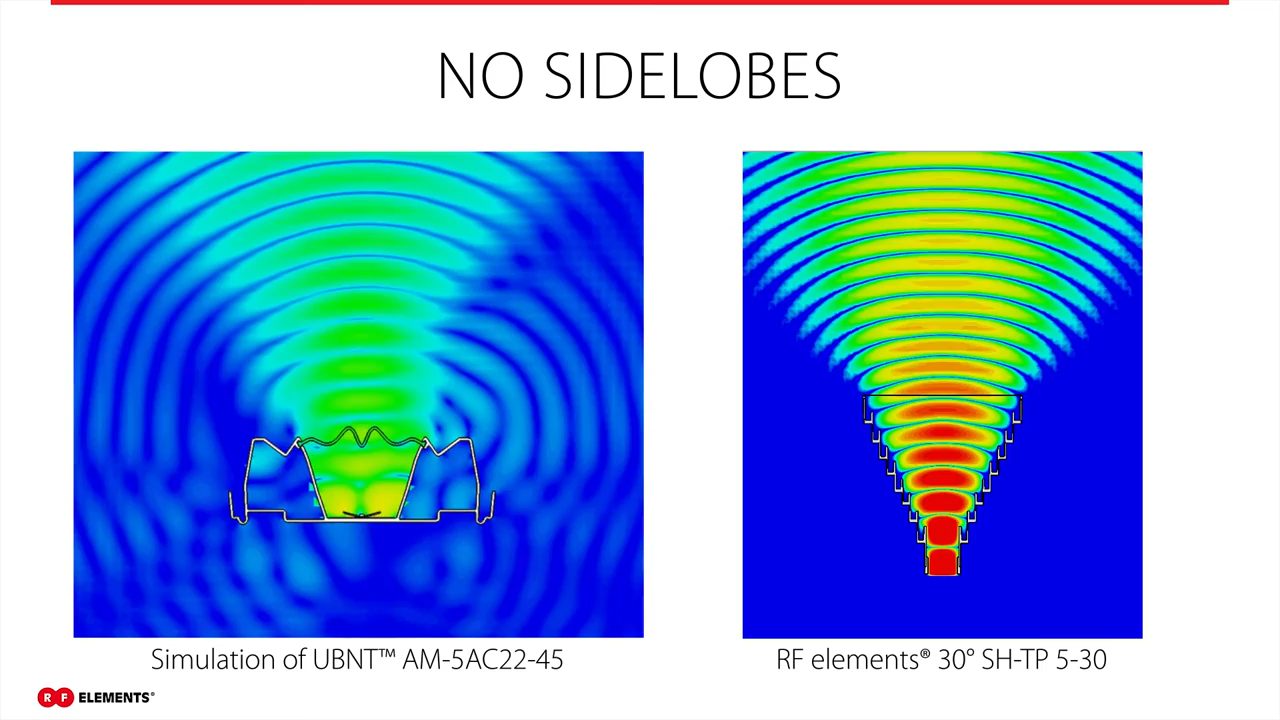 NO SIDELOBES
Simulation of UBNT™ AM-5AC22-45
RF elements® 30° SH-TP 5-30
RF ELEMENTS®